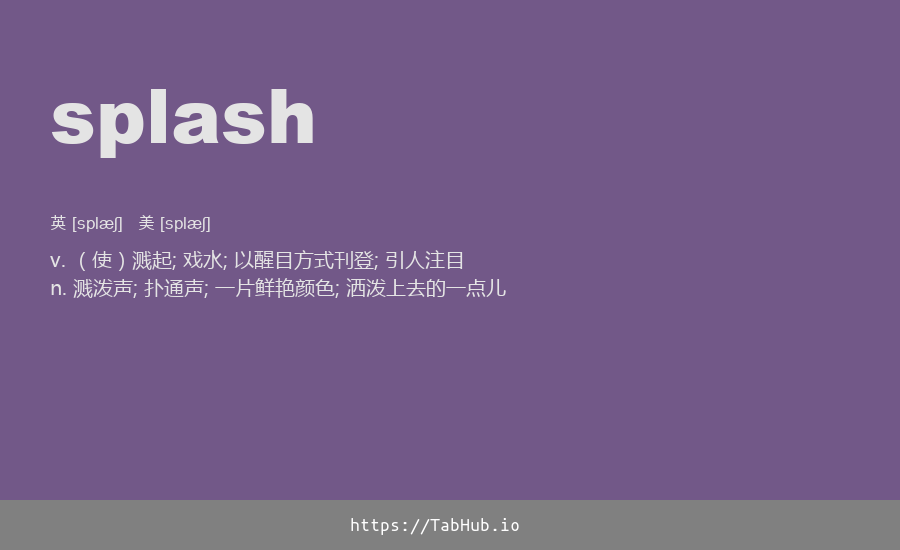 splash
英 [splæʃ]   美 [splæʃ]
v. （使）溅起; 戏水; 以醒目方式刊登; 引人注目
n. 溅泼声; 扑通声; 一片鲜艳颜色; 洒泼上去的一点儿
https://TabHub.io